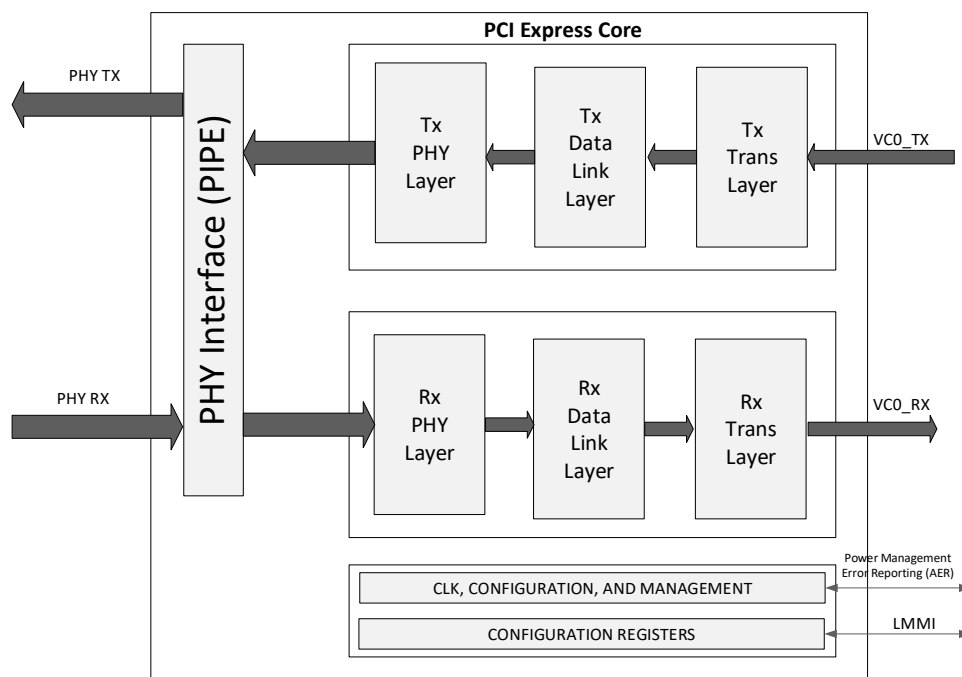 PCI Express Core
PHY TX
PHY Interface (PIPE)
Tx
PHY
Layer
Tx
Data
Link
Layer
Tx
Trans
Layer
VC0_TX
PHY RX
Rx
PHY
Layer
Rx
Data
Link
Layer
Rx
Trans
Layer
VC0_RX
Power Management
Error Reporting (AER)
CLK, CONFIGURATION, AND MANAGEMENT
LMMI
CONFIGURATION REGISTERS